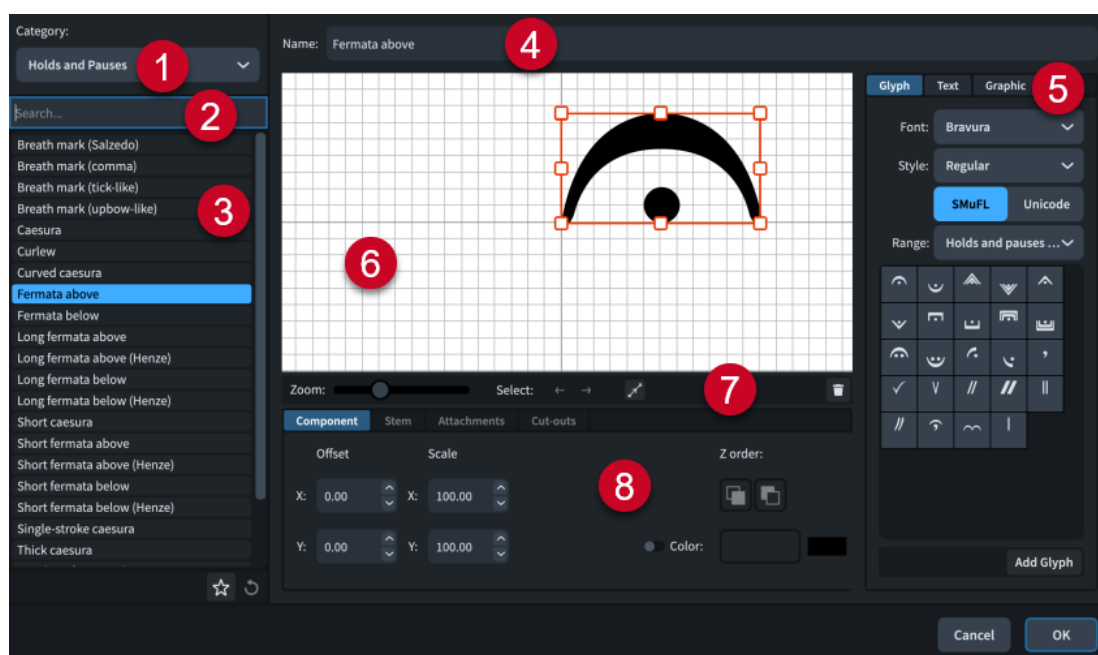 Category:
Holds and Pauses
1
Search...
2
Breath mark (Salzedo)
Breath mark (comma)
Breath mark (tick-like)
Breath mark (upbow-like)
3
Caesura
Curlew
Curved caesura
Fermata above
Fermata below
Long fermata above
Long fermata above (Henze)
Long fermata below
Long fermata below (Henze)
Short caesura
Short fermata above
Short fermata above (Henze)
Short fermata below
Short fermata below (Henze)
Single-stroke caesura
Thick caesura
Name: Fermata above
4
6
Zoom:
Select:
7
Component Stem Attachments Cut-outs
Offset Scale Z order:
X: 0.00 X: 100.00
8
Y: 0.00 Y: 100.00 Color:
Glyph Text Graphic
5
Font: Bravura
Style: Regular
SMuFL Unicode
Range: Holds and pauses ...
Add Glyph
Cancel OK